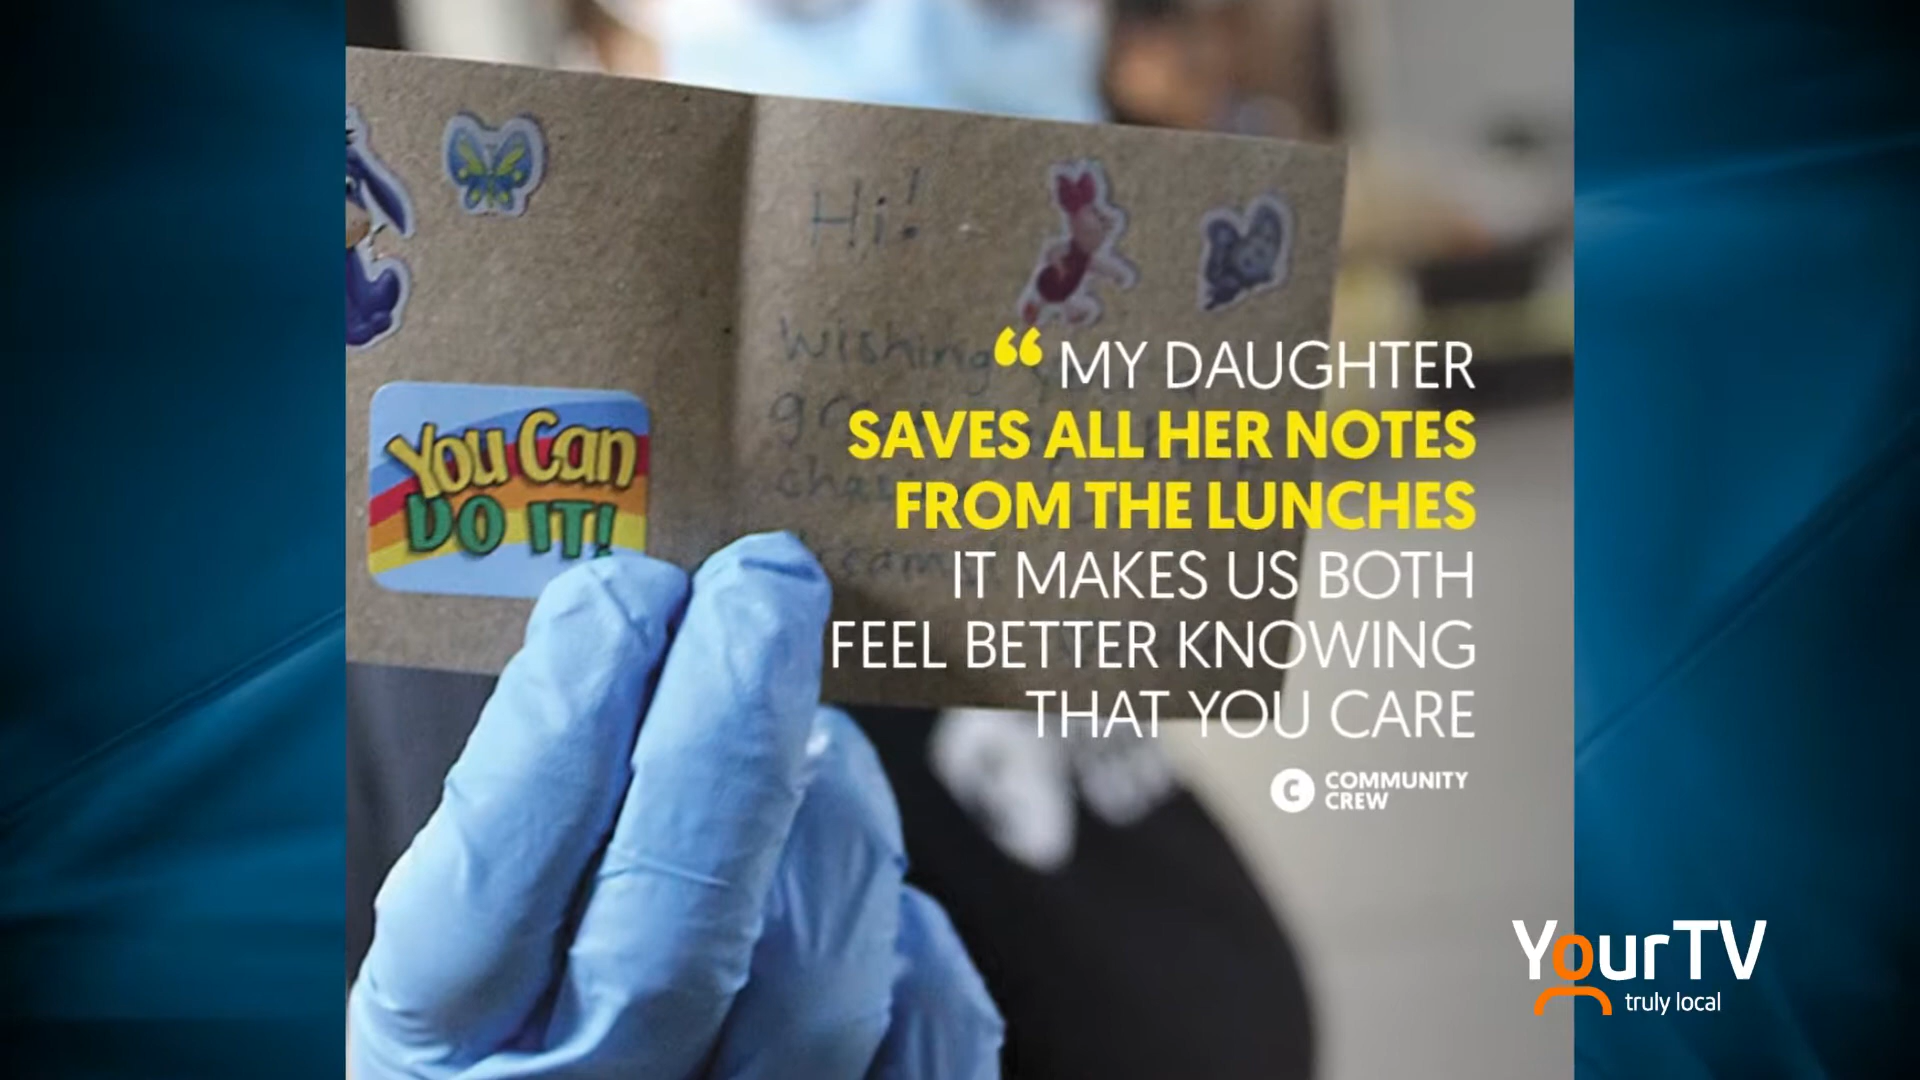 You Can
DO IT!
Hi!
wishing
“ MY DAUGHTER
SAVES ALL HER NOTES
FROM THE LUNCHES
IT MAKES US BOTH
FEEL BETTER KNOWING
THAT YOU CARE
C COMMUNITY
CREW
YourTV
truly local